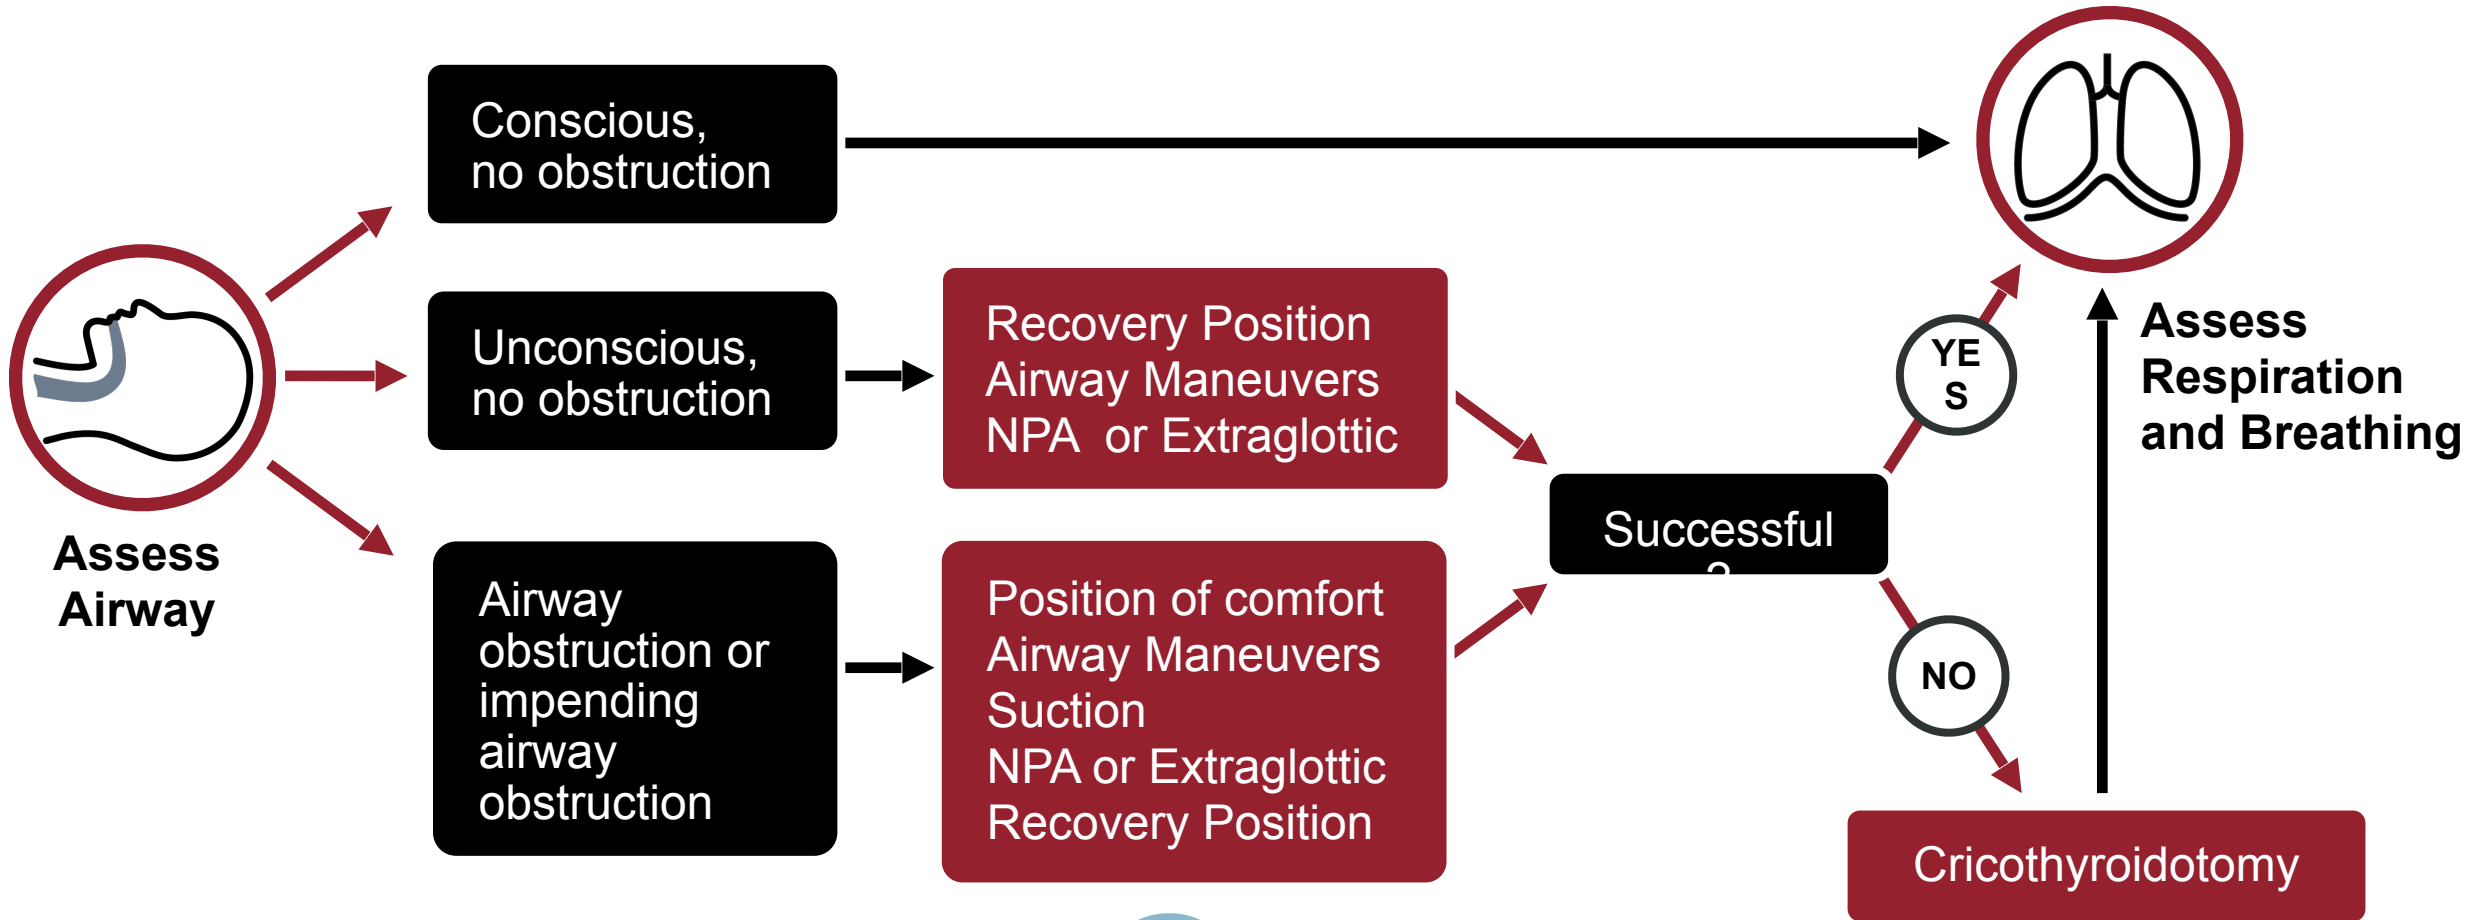 Assess
Airway
Conscious,
no obstruction
Unconscious,
no obstruction
Airway
obstruction or
impending
airway
obstruction
Recovery Position
Airway Maneuvers
NPA  or Extraglottic
Position of comfort
Airway Maneuvers
Suction
NPA or Extraglottic
Recovery Position
Successful
?
YE
S
NO
Cricothyroidotomy
Assess
Respiration
and Breathing